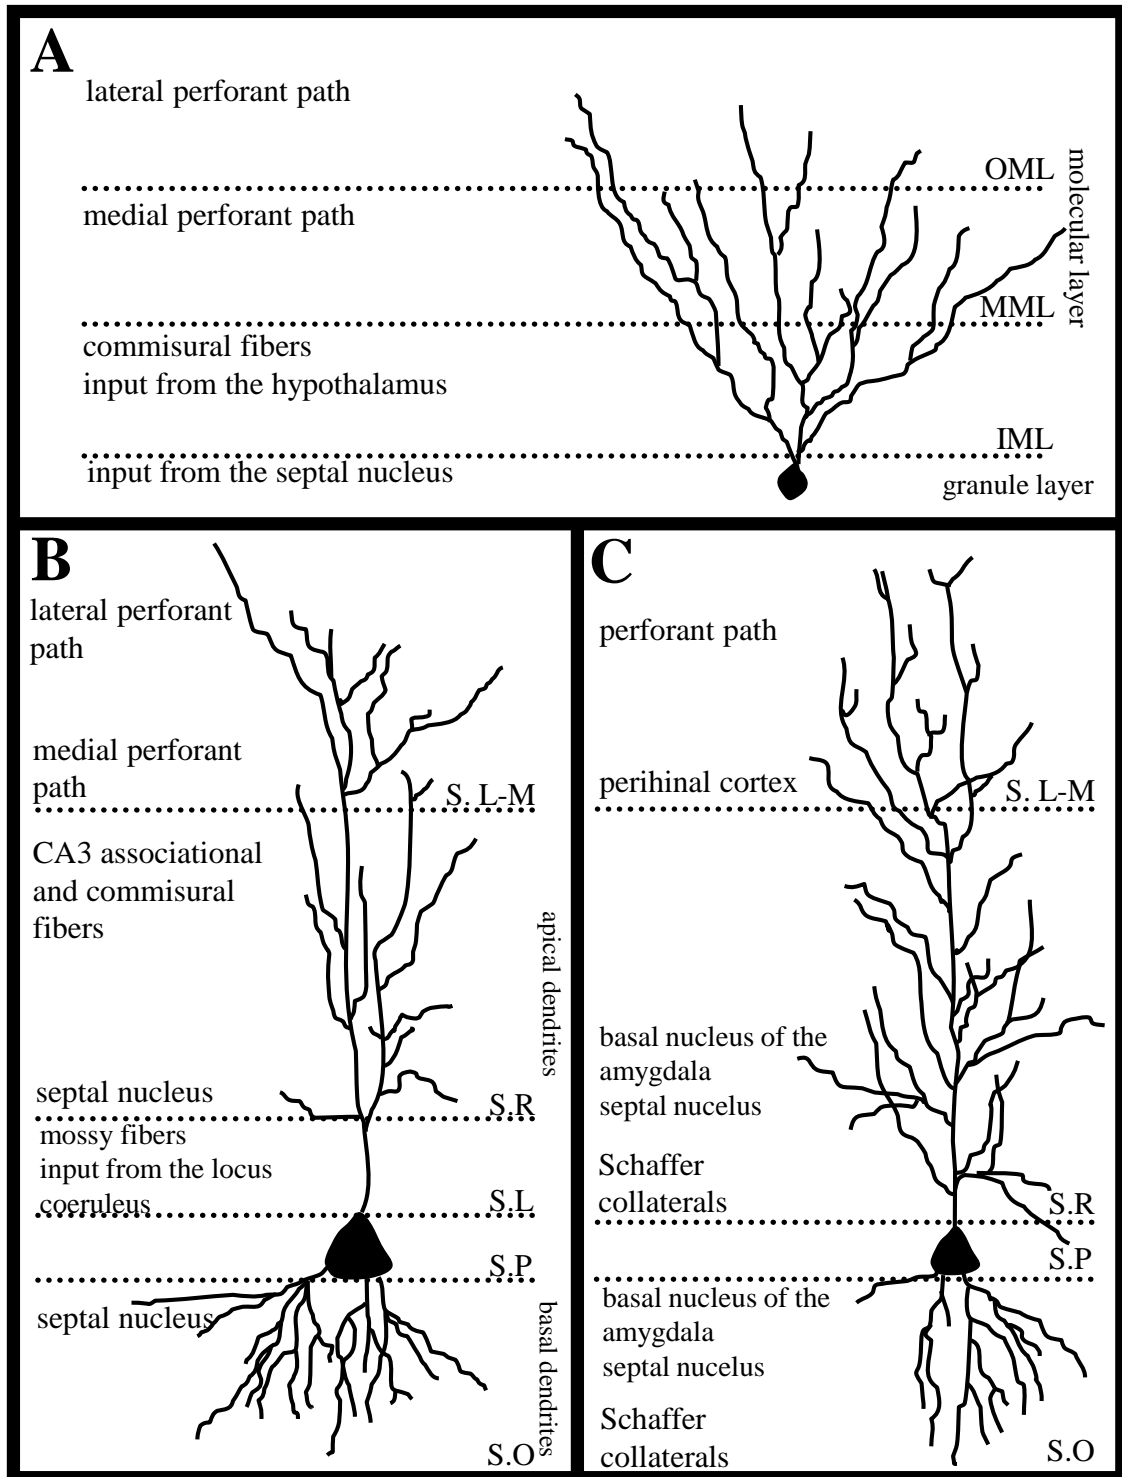 A
lateral perforant path
OML
molecular layer
medial perforant path
MML
commisural fibers
input from the hypothalamus
IML
input from the septal nucleus
granule layer
B
lateral perforant
path
medial perforant
path
S. L-M
CA3 associational
and commisural
fibers
apical dendrites
septal nucleus
S.R
mossy fibers
input from the locus
coeruleus
S.L
S.P
septal nucleus
basal dendrites
S.O
C
perforant path
perihinal cortex
S. L-M
basal nucleus of the
amygdala
septal nucelus
Schaffer
collaterals
S.R
S.P
basal nucleus of the
amygdala
septal nucelus
Schaffer
collaterals
S.O